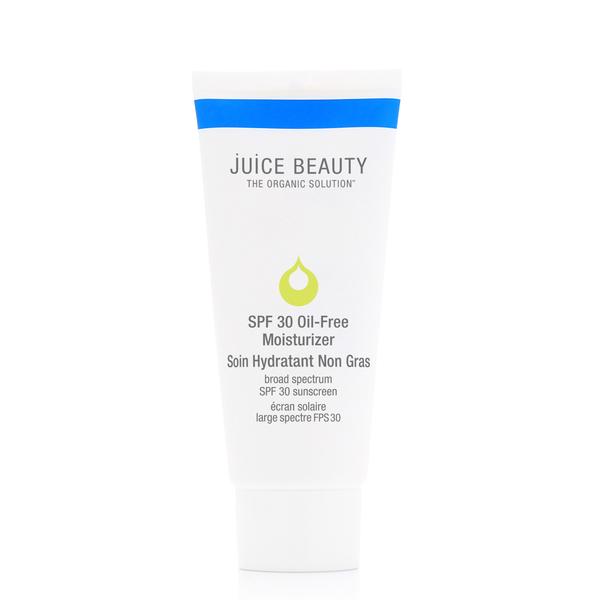 juice BEAUTY
THE ORGANIC SOLUTION™
SPF 30 Oil-Free
Moisturizer
Soin Hydratant Non Gras
broad spectrum
SPF 30 sunscreen
écran solaire
large spectre FPS 30